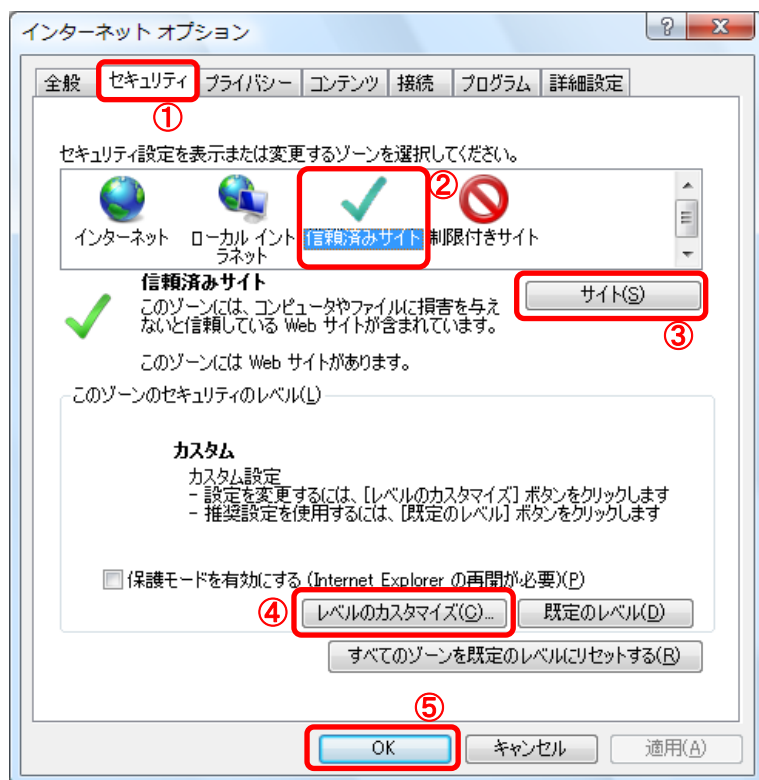 インターネット オプション
全般 セキュリティ プライバシー コンテンツ 接続 プログラム 詳細設定
①
セキュリティ設定を表示または変更するゾーンを選択してください。
②
インターネット ローカル イント 信頼済みサイト 制限付きサイト
ラネット
信頼済みサイト
サイト(S)
このゾーンには、コンピュータやファイルに損害を与え
ないと信頼している Web サイトが含まれています。
③
このゾーンには Web サイトがあります。
このゾーンのセキュリティのレベル(L)
カスタム
カスタム設定
- 設定を変更するには、[レベルのカスタマイズ] ボタンをクリックします
- 推奨設定を使用するには、[既定のレベル] ボタンをクリックします
保護モードを有効にする (Internet Explorer の再開が必要)(P)
④ レベルのカスタマイズ(C)... 既定のレベル(D)
すべてのゾーンを既定のレベルにリセットする(R)
⑤
OK キャンセル 適用(A)